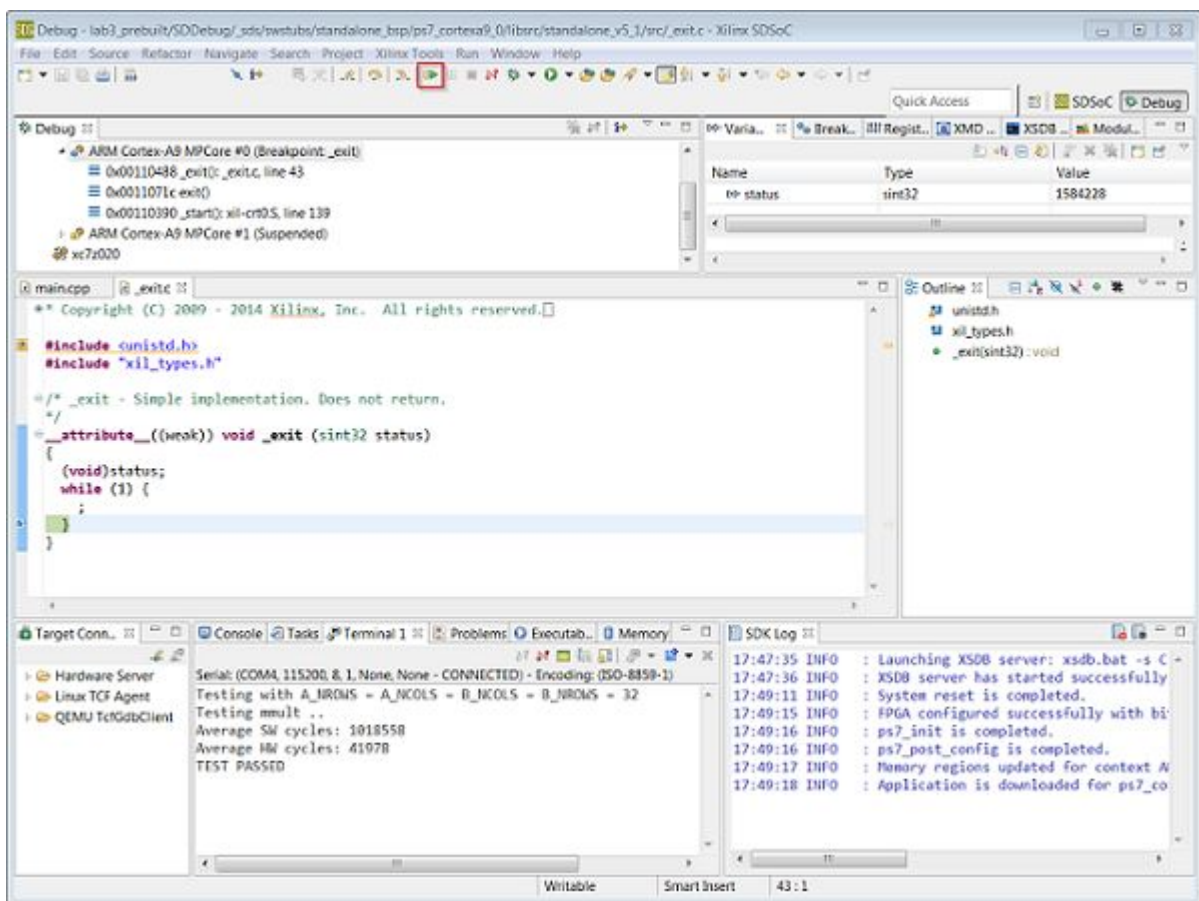 Debug - lab3_prebuilt/SDDebug/_sds/swstubs/standalone_bsp/ps7_cortexa9_0/libsrc/standalone_v5_1/src/_exit.c - Xilinx SDSoC
File Edit Source Refactor Navigate Search Project Xilinx Tools Run Window Help
Quick Access SDSoC Debug
Debug
ARM Cortex-A9 MPCore #0 (Breakpoint: _exit)
0x00110488 _exit(): _exit.c, line 43
0x0011071c exit()
0x00110390 _start(): xil-crt0.S, line 139
ARM Cortex-A9 MPCore #1 (Suspended)
xc7z020
Varia... Break... Regist... XMD ... XSDB ... Modul...
Name Type Value
status sint32 1584228
main.cpp _exit.c
* Copyright (C) 2009 - 2014 Xilinx, Inc. All rights reserved.
#include <unistd.h>
#include "xil_types.h"
/* _exit - Simple implementation. Does not return.
*/
__attribute__((weak)) void _exit (sint32 status)
{
(void)status;
while (1) {
;
}
}
Outline
unistd.h
xil_types.h
_exit(sint32) : void
Target Conn...
Hardware Server
Linux TCF Agent
QEMU TcfGdbClient
Console Tasks Terminal 1 Problems Executab... Memory
Serial: (COM4, 115200, 8, 1, None, None - CONNECTED) - Encoding: (ISO-8859-1)
Testing with A_NROWS = A_NCOLS = B_NCOLS = B_NROWS = 32
Testing mmult ..
Average SW cycles: 1018558
Average HW cycles: 41978
TEST PASSED
SDK Log
17:47:35 INFO : Launching XSDB server: xsdb.bat -s C
17:47:36 INFO : XSDB server has started successfully
17:49:11 INFO : System reset is completed.
17:49:15 INFO : FPGA configured successfully with bi
17:49:16 INFO : ps7_init is completed.
17:49:16 INFO : ps7_post_config is completed.
17:49:17 INFO : Memory regions updated for context A
17:49:18 INFO : Application is downloaded for ps7_co
Writable Smart Insert 43 : 1